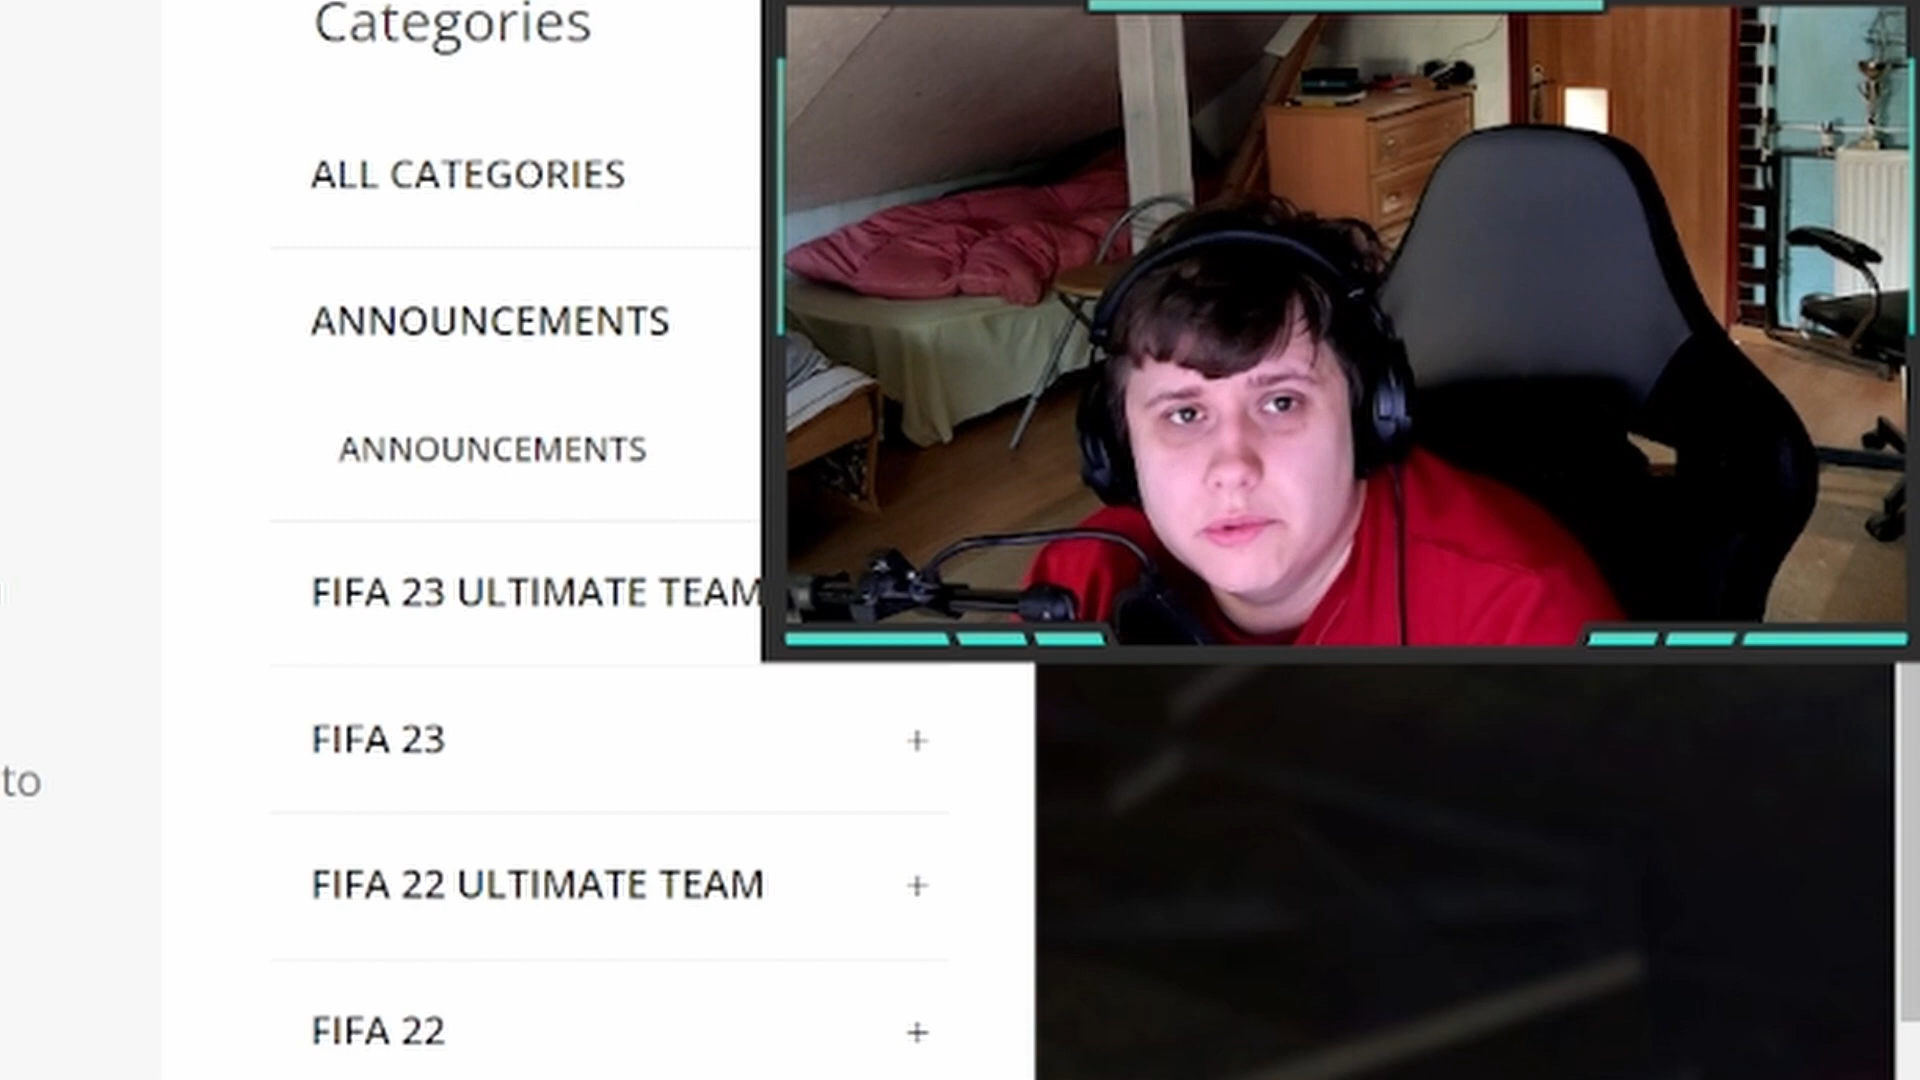 Categories
ALL CATEGORIES
ANNOUNCEMENTS
ANNOUNCEMENTS
FIFA 23 ULTIMATE TEAM
to
FIFA 23 +
FIFA 22 ULTIMATE TEAM +
FIFA 22 +